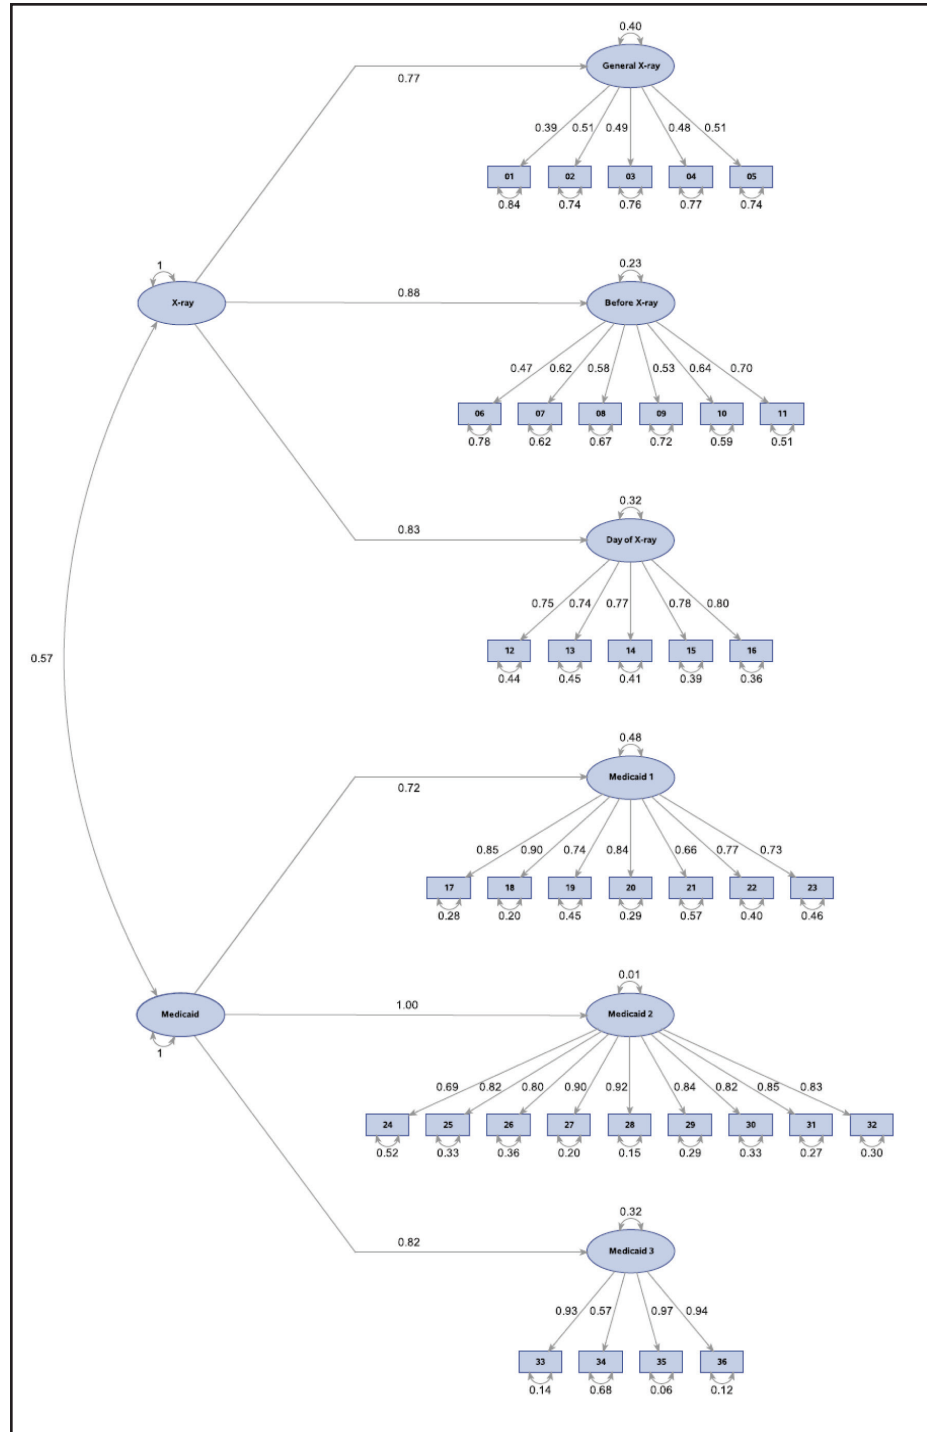 0.40
General X-ray
0.77
0.39 0.51 0.49 0.48 0.51
01 02 03 04 05
0.84 0.74 0.76 0.77 0.74
1
X-ray
0.88
0.23
Before X-ray
0.47 0.62 0.58 0.53 0.64 0.70
06 07 08 09 10 11
0.78 0.62 0.67 0.72 0.59 0.51
0.32
Day of X-ray
0.83
0.75 0.74 0.77 0.78 0.80
12 13 14 15 16
0.44 0.45 0.41 0.39 0.36
0.57
0.48
Medicaid 1
0.72
0.85 0.90 0.74 0.84 0.66 0.77 0.73
17 18 19 20 21 22 23
0.28 0.20 0.45 0.29 0.57 0.40 0.46
0.01
Medicaid
1
1.00
Medicaid 2
0.69 0.82 0.80 0.90 0.92 0.84 0.82 0.85 0.83
24 25 26 27 28 29 30 31 32
0.52 0.33 0.36 0.20 0.15 0.29 0.33 0.27 0.30
0.32
0.82
Medicaid 3
0.93 0.57 0.97 0.94
33 34 35 36
0.14 0.68 0.06 0.12